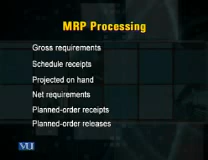 MRP Processing
Gross requirements
Schedule receipts
Projected on hand
Net requirements
Planned-order receipts
Planned-order releases
VU